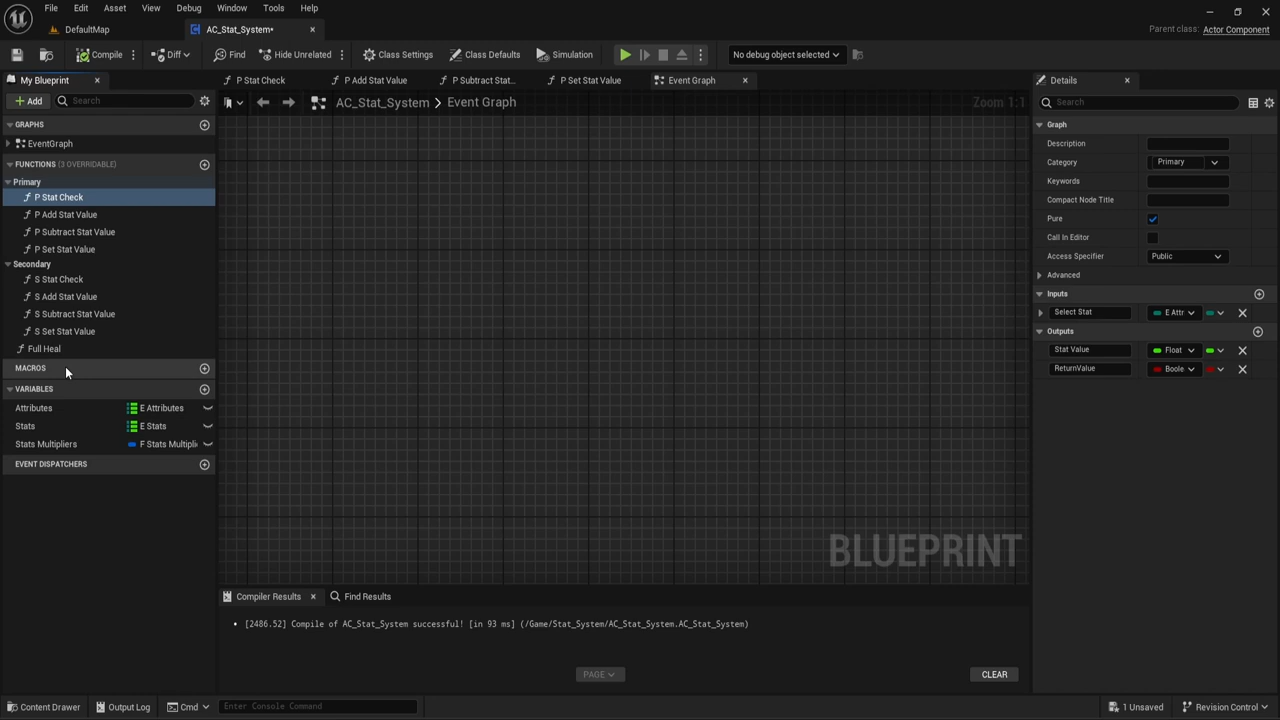 File Edit Asset View Debug Window Tools Help
DefaultMap AC_Stat_System* Parent class: Actor Component
Compile Diff Find Hide Unrelated Class Settings Class Defaults Simulation No debug object selected
My Blueprint P Stat Check P Add Stat Value P Subtract Stat... P Set Stat Value Event Graph Details
Add Search AC_Stat_System > Event Graph Zoom 1:1 Search
GRAPHS
EventGraph
FUNCTIONS (3 OVERRIDABLE)
Primary
P Stat Check
P Add Stat Value
P Subtract Stat Value
P Set Stat Value
Secondary
S Stat Check
S Add Stat Value
S Subtract Stat Value
S Set Stat Value
Full Heal
MACROS
VARIABLES
Attributes E Attributes
Stats E Stats
Stats Multipliers F Stats Multipli
EVENT DISPATCHERS
BLUEPRINT
Graph
Description
Category Primary
Keywords
Compact Node Title
Pure
Call In Editor
Access Specifier Public
Advanced
Inputs
Select Stat E Attr
Outputs
Stat Value Float
ReturnValue Boole
Compiler Results Find Results
[2486.52] Compile of AC_Stat_System successful! [in 93 ms] (/Game/Stat_System/AC_Stat_System.AC_Stat_System)
PAGE CLEAR
Content Drawer Output Log Cmd Enter Console Command 1 Unsaved Revision Control